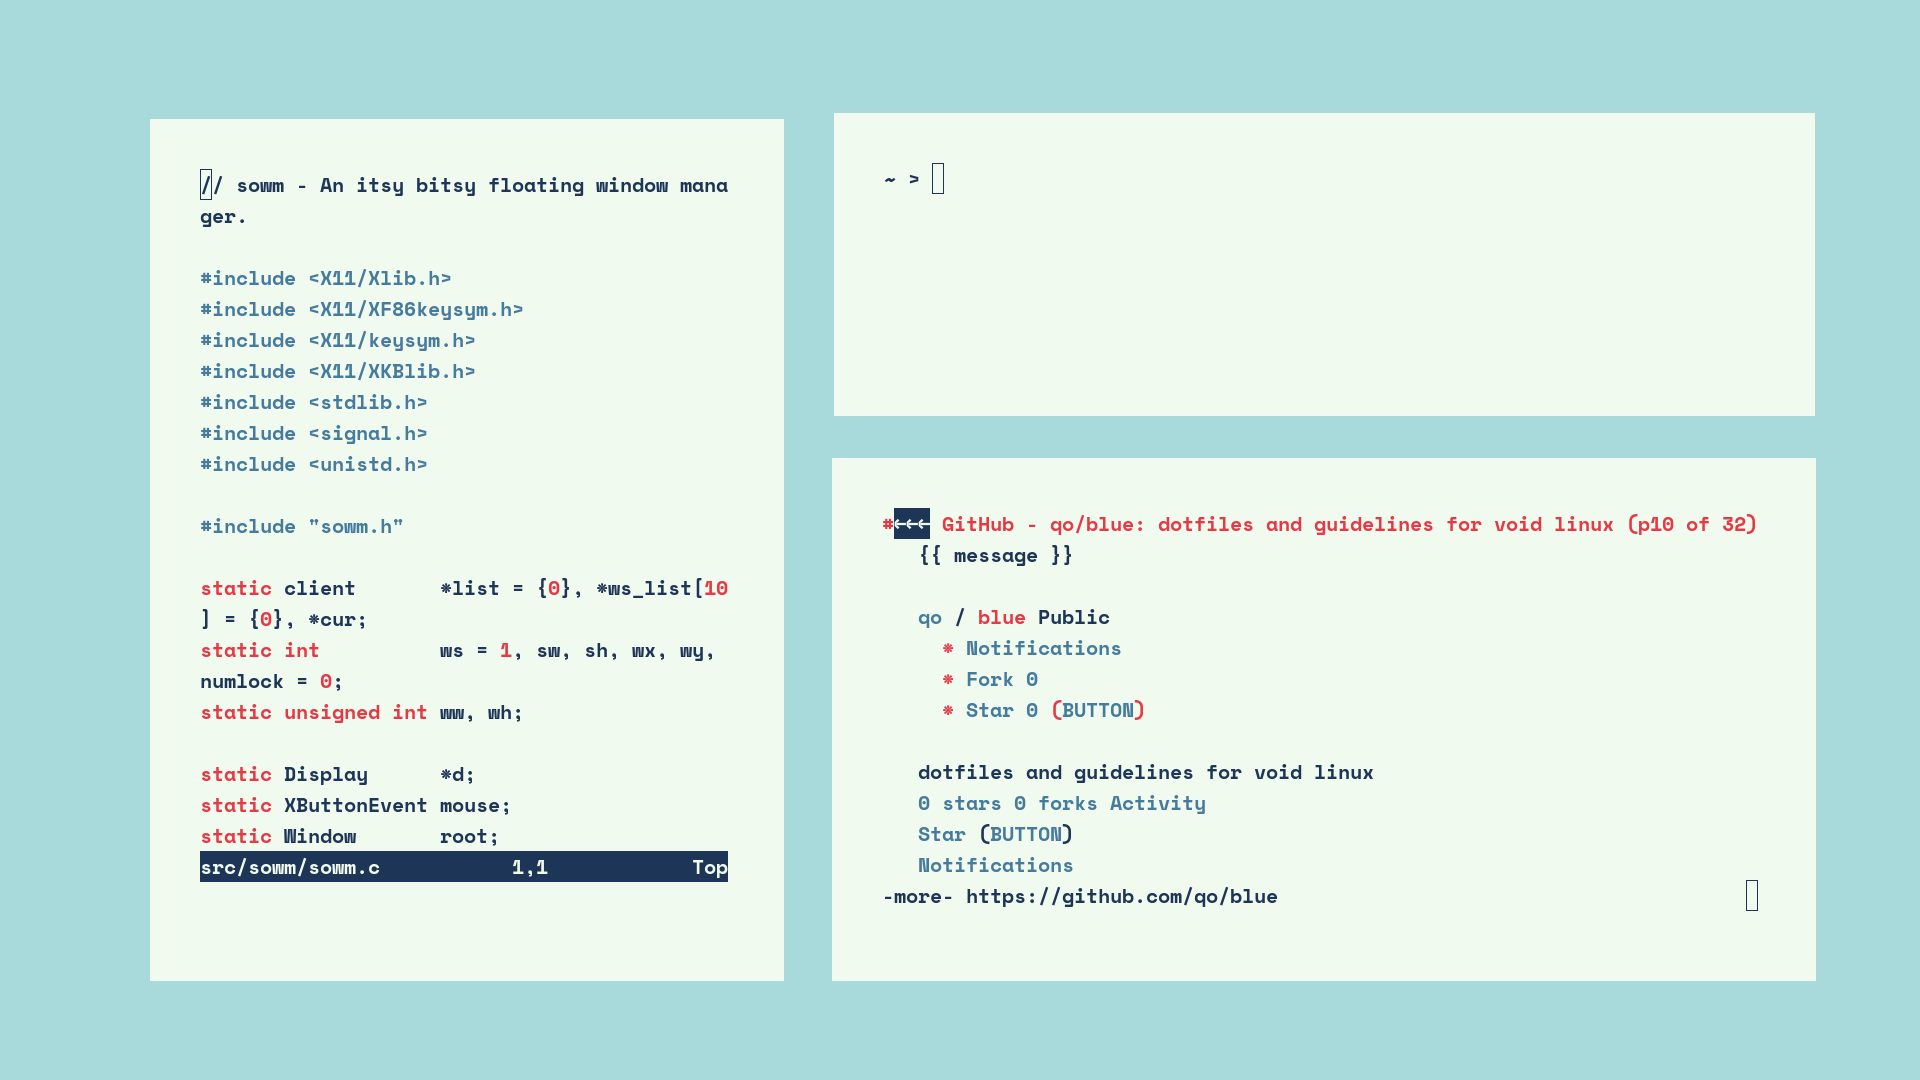 // sowm - An itsy bitsy floating window mana
ger.
#include <X11/Xlib.h>
#include <X11/XF86keysym.h>
#include <X11/keysym.h>
#include <X11/XKBlib.h>
#include <stdlib.h>
#include <signal.h>
#include <unistd.h>
#include "sowm.h"
static client       *list = {0}, *ws_list[10
] = {0}, *cur;
static int          ws = 1, sw, sh, wx, wy,
numlock = 0;
static unsigned int ww, wh;
static Display      *d;
static XButtonEvent mouse;
static Window       root;
src/sowm/sowm.c           1,1            Top
~ >
#←←← GitHub - qo/blue: dotfiles and guidelines for void linux (p10 of 32)
{{ message }}
qo / blue Public
* Notifications
* Fork 0
* Star 0 (BUTTON)
dotfiles and guidelines for void linux
0 stars 0 forks Activity
Star (BUTTON)
Notifications
-more- https://github.com/qo/blue